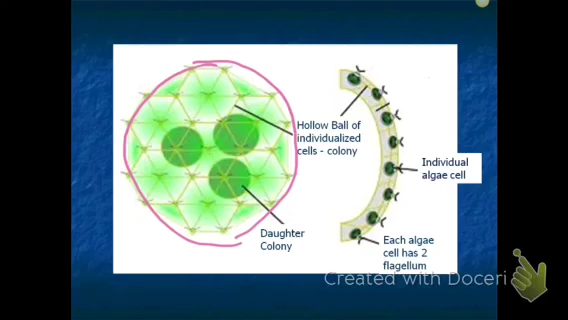 Hollow Ball of
individualized
cells - colony
Individual
algae cell
Daughter
Colony
Each algae
cell has 2
flagellum
Created with Doceri